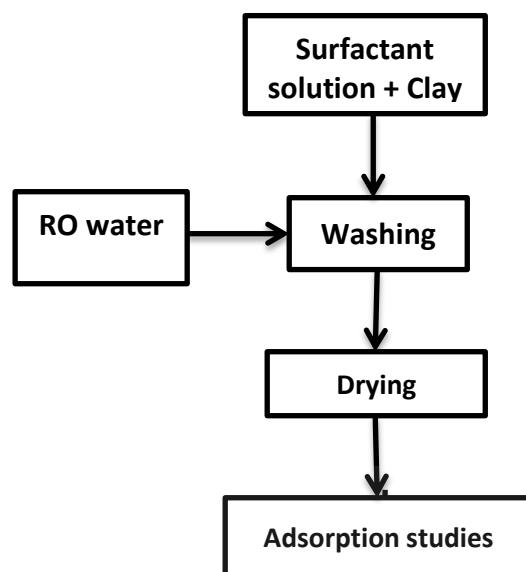 Surfactant
solution + Clay
RO water
Washing
Drying
Adsorption studies